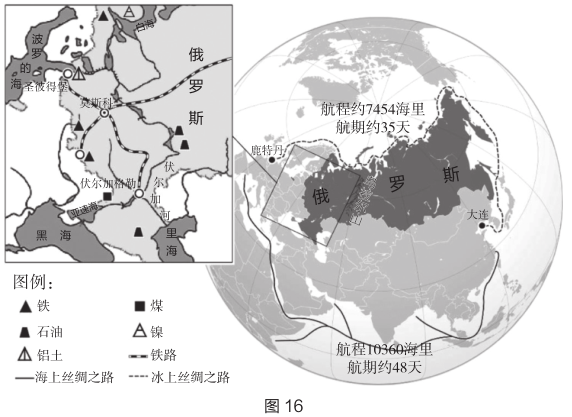 波罗的海
白海
俄罗斯
圣彼得堡
莫斯科
伏尔加格勒
伏尔加河
亚速海
黑海
里海
航程约7454海里
航期约35天
鹿特丹
俄罗斯
大连
航程10360海里
航期约48天
图例:
铁
煤
石油
镍
铝土
铁路
海上丝绸之路
冰上丝绸之路
图 16